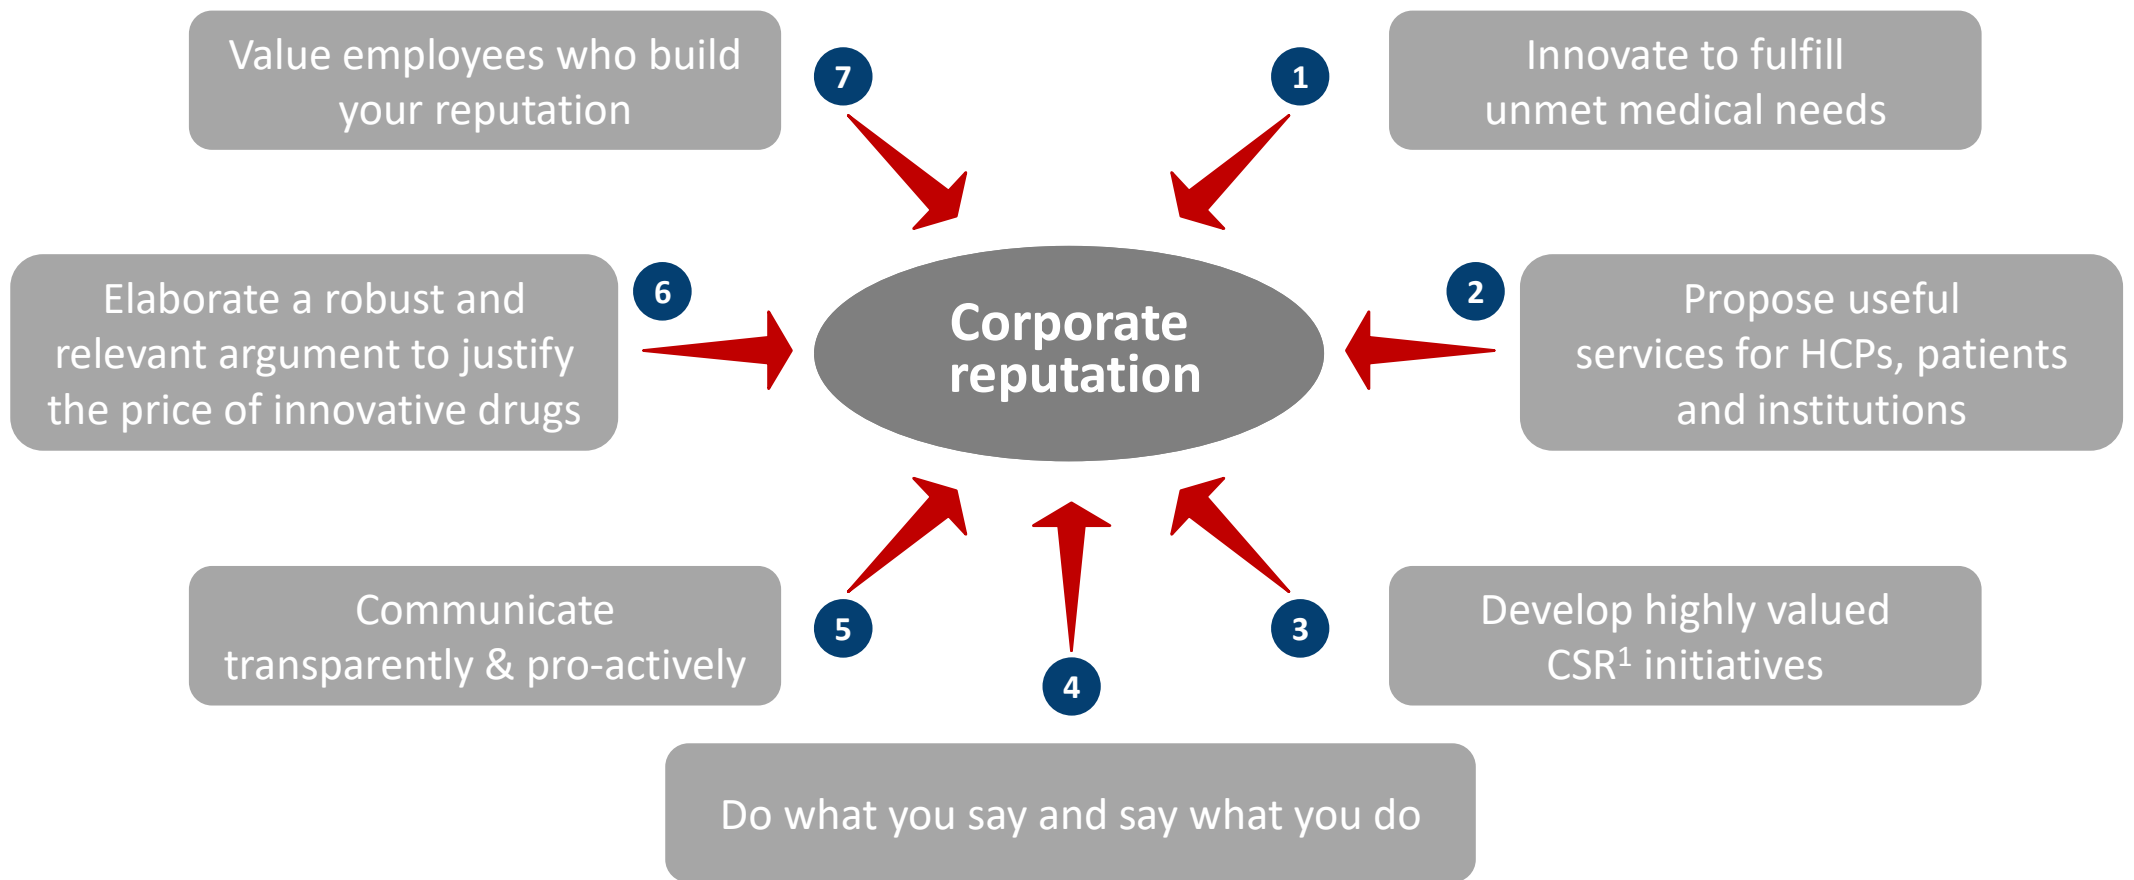 Value employees who build
your reputation
7
1
Innovate to fulfill
unmet medical needs
Elaborate a robust and
relevant argument to justify
the price of innovative drugs
6
Corporate
reputation
2
Propose useful
services for HCPs, patients
and institutions
Communicate
transparently & pro-actively
5
4
3
Develop highly valued
CSR¹ initiatives
Do what you say and say what you do